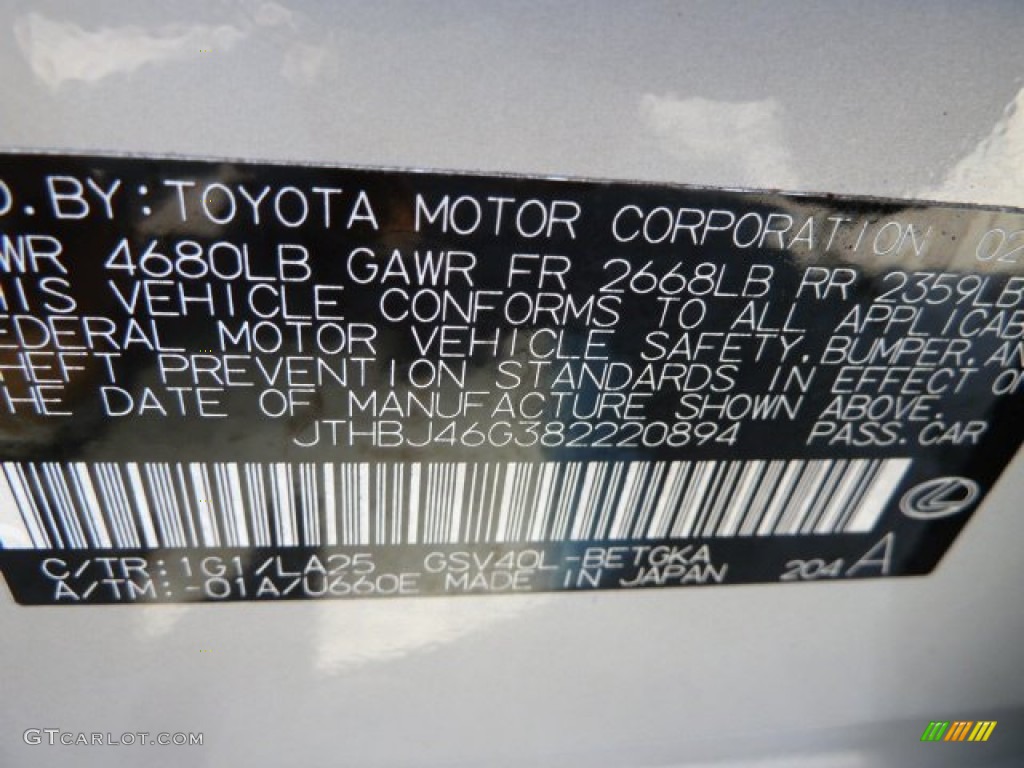 D.BY:TOYOTA MOTOR CORPORATION 02
WR 4680LB GAWR FR 2668LB RR 2359LB
HIS VEHICLE CONFORMS TO ALL APPLICAB
EDERAL MOTOR VEHICLE SAFETY,BUMPER,AN
HEFT PREVENTION STANDARDS IN EFFECT O
HE DATE OF MANUFACTURE SHOWN ABOVE.
JTHBJ46G382220894 PASS.CAR
C/TR:1G1/LA25 GSV40L-BETGKA
A/TM:-01A/U660E MADE IN JAPAN 204A
GTCARLOT.COM